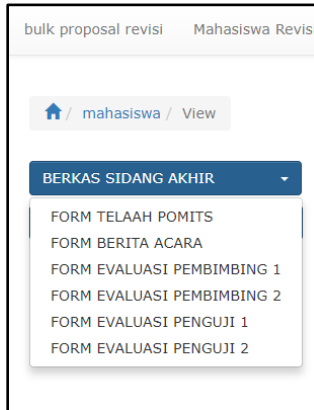 bulk proposal revisi Mahasiswa Revis
/ mahasiswa / View
BERKAS SIDANG AKHIR
FORM TELAAH POMITS
FORM BERITA ACARA
FORM EVALUASI PEMBIMBING 1
FORM EVALUASI PEMBIMBING 2
FORM EVALUASI PENGUJI 1
FORM EVALUASI PENGUJI 2